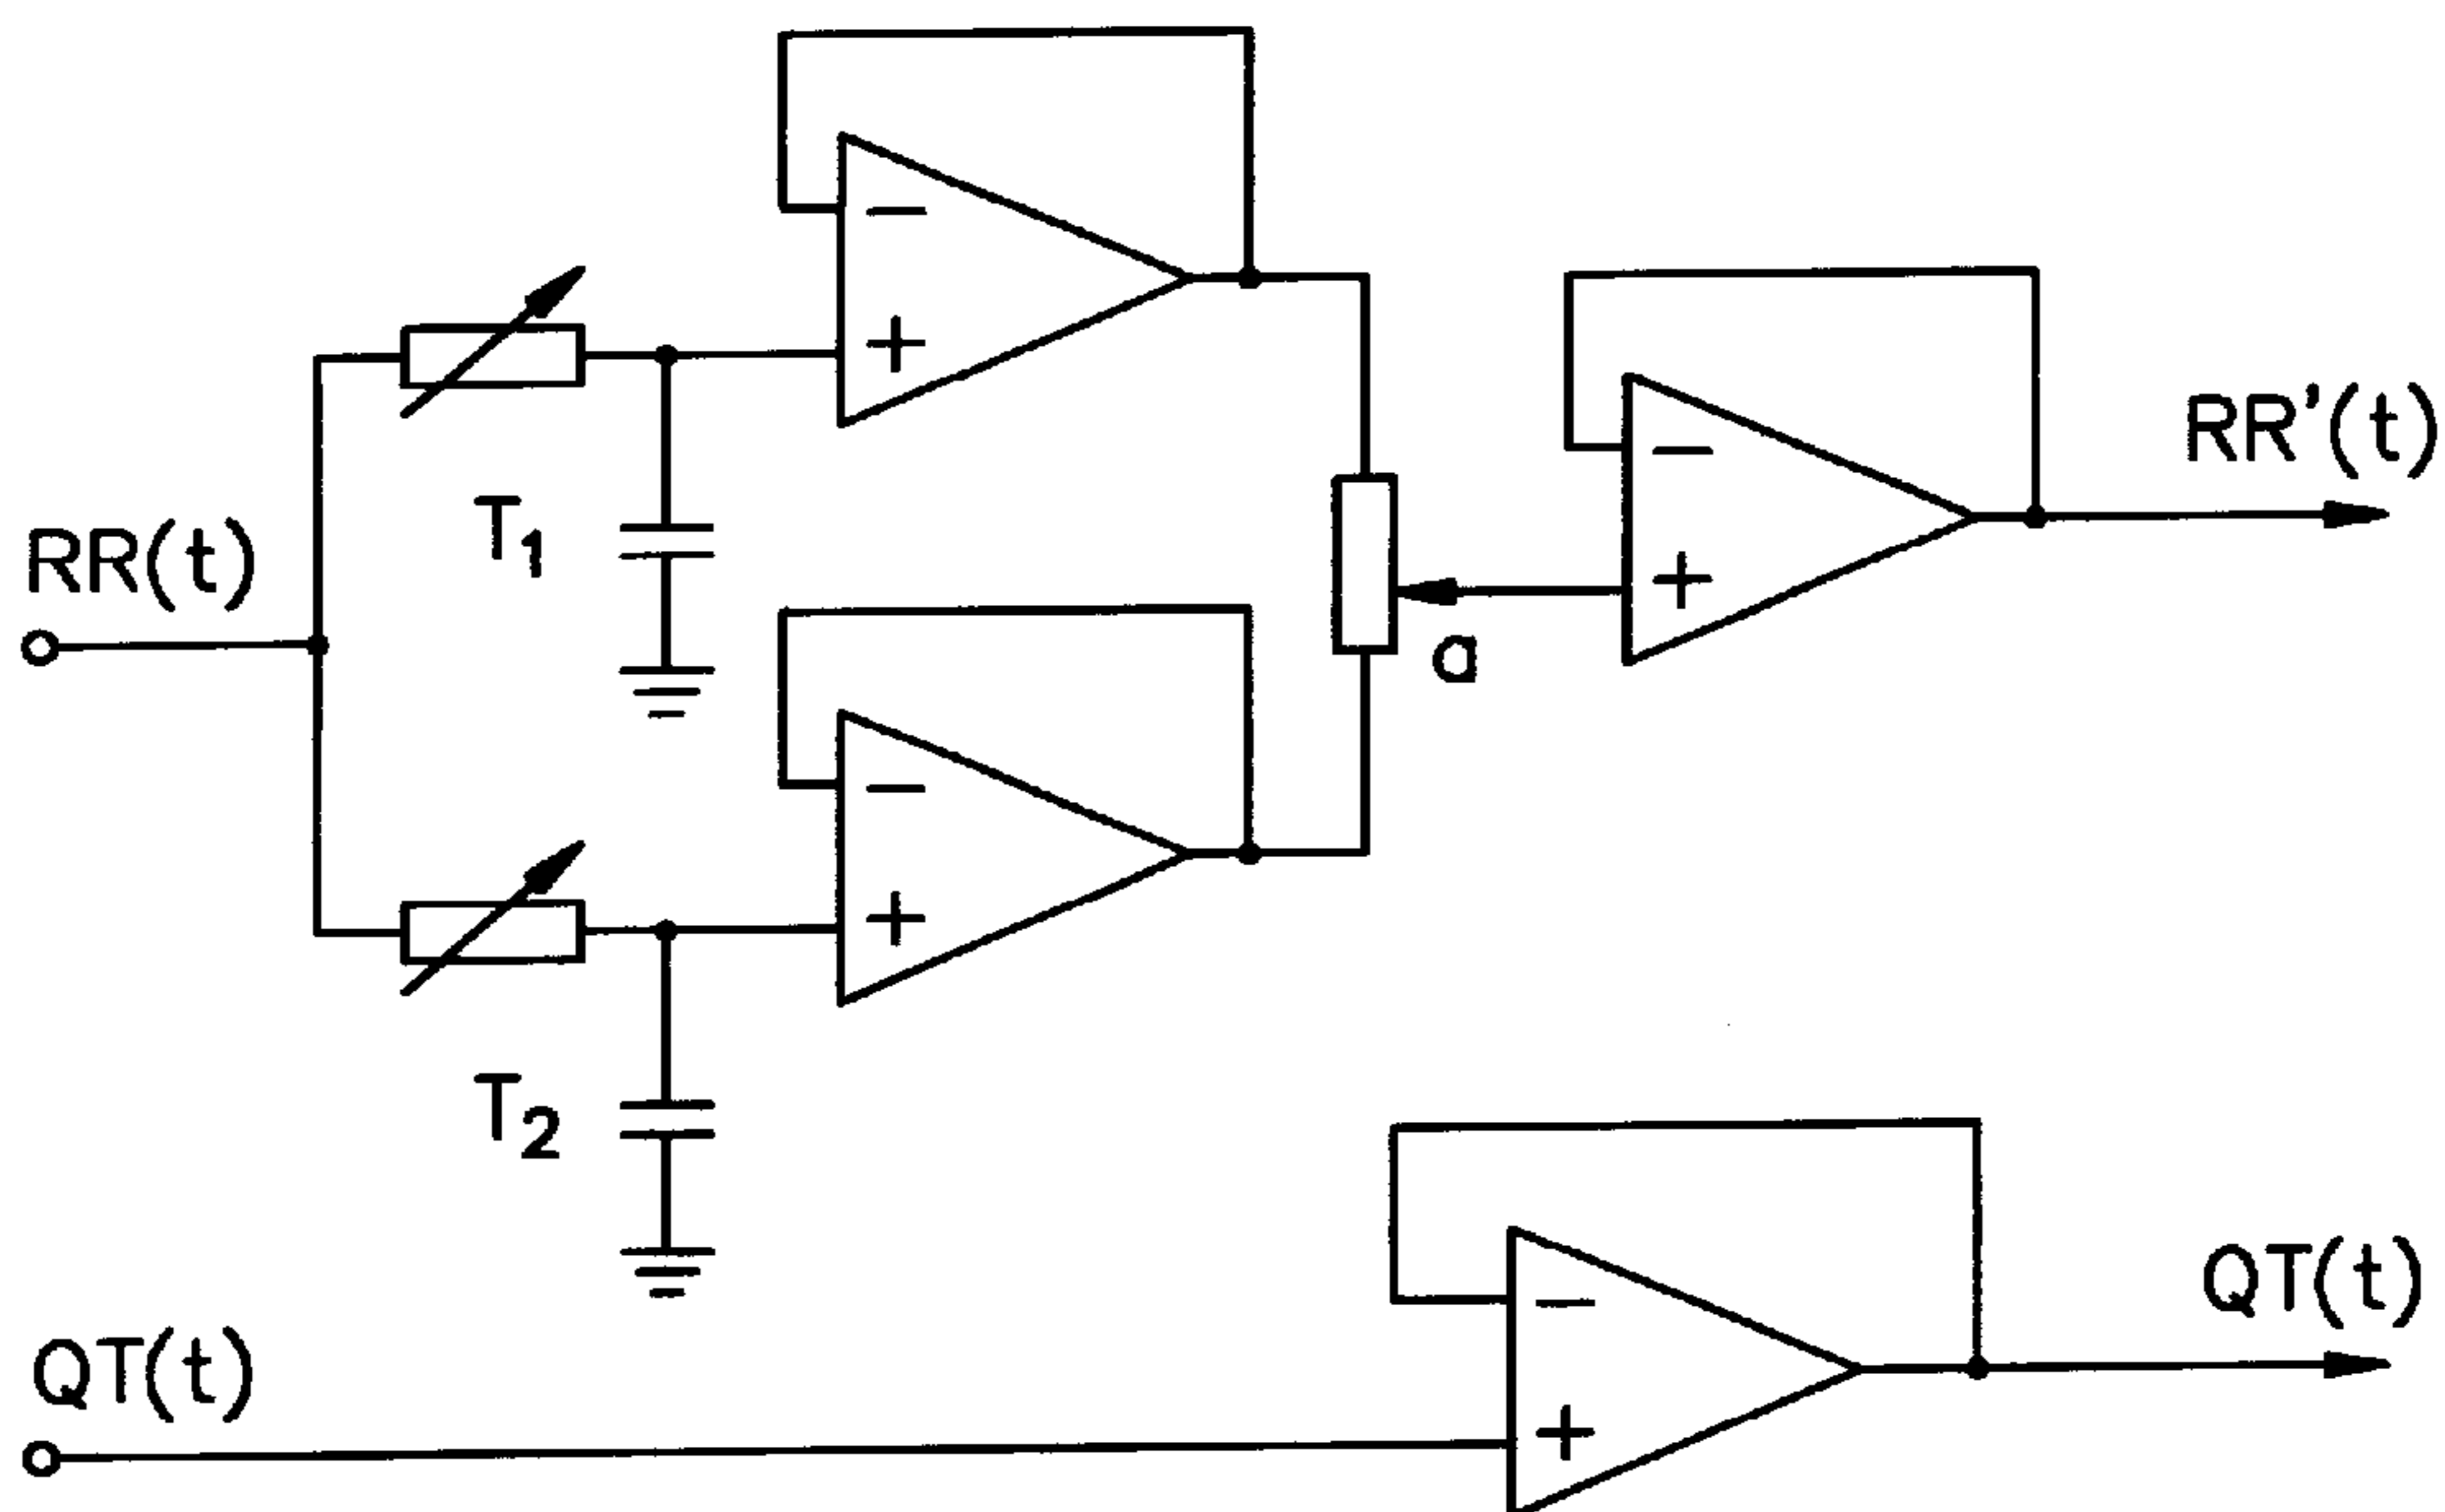 RR(t)
T1
−
+
−
+
T2
a
−
+
RR'(t)
QT(t)
−
+
QT(t)